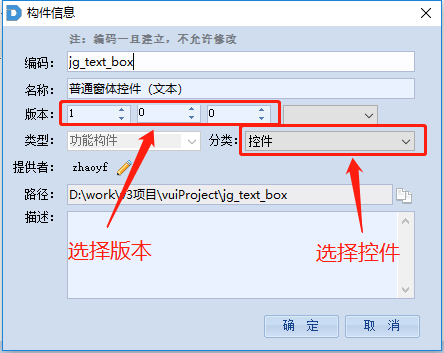 构件信息
注：编码一旦建立，不允许修改
编码： jg_text_box
名称： 普通窗体控件（文本）
版本： 1 0 0
类型： 功能构件 分类： 控件
提供者： zhaoyf
路径： D:\work\v3项目\vuiProject\jg_text_box
描述：
选择版本 选择控件
确 定 取 消